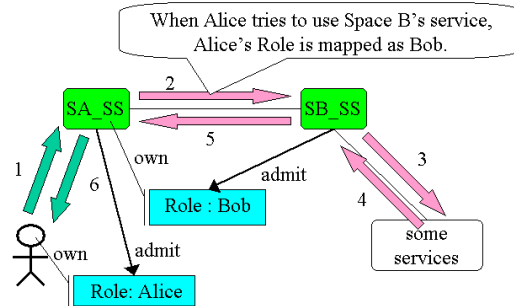 When Alice tries to use Space B's service,
Alice's Role is mapped as Bob.
2
SA_SS
SB_SS
5
1
6
own
3
admit
4
Role : Bob
own
admit
some
services
Role: Alice